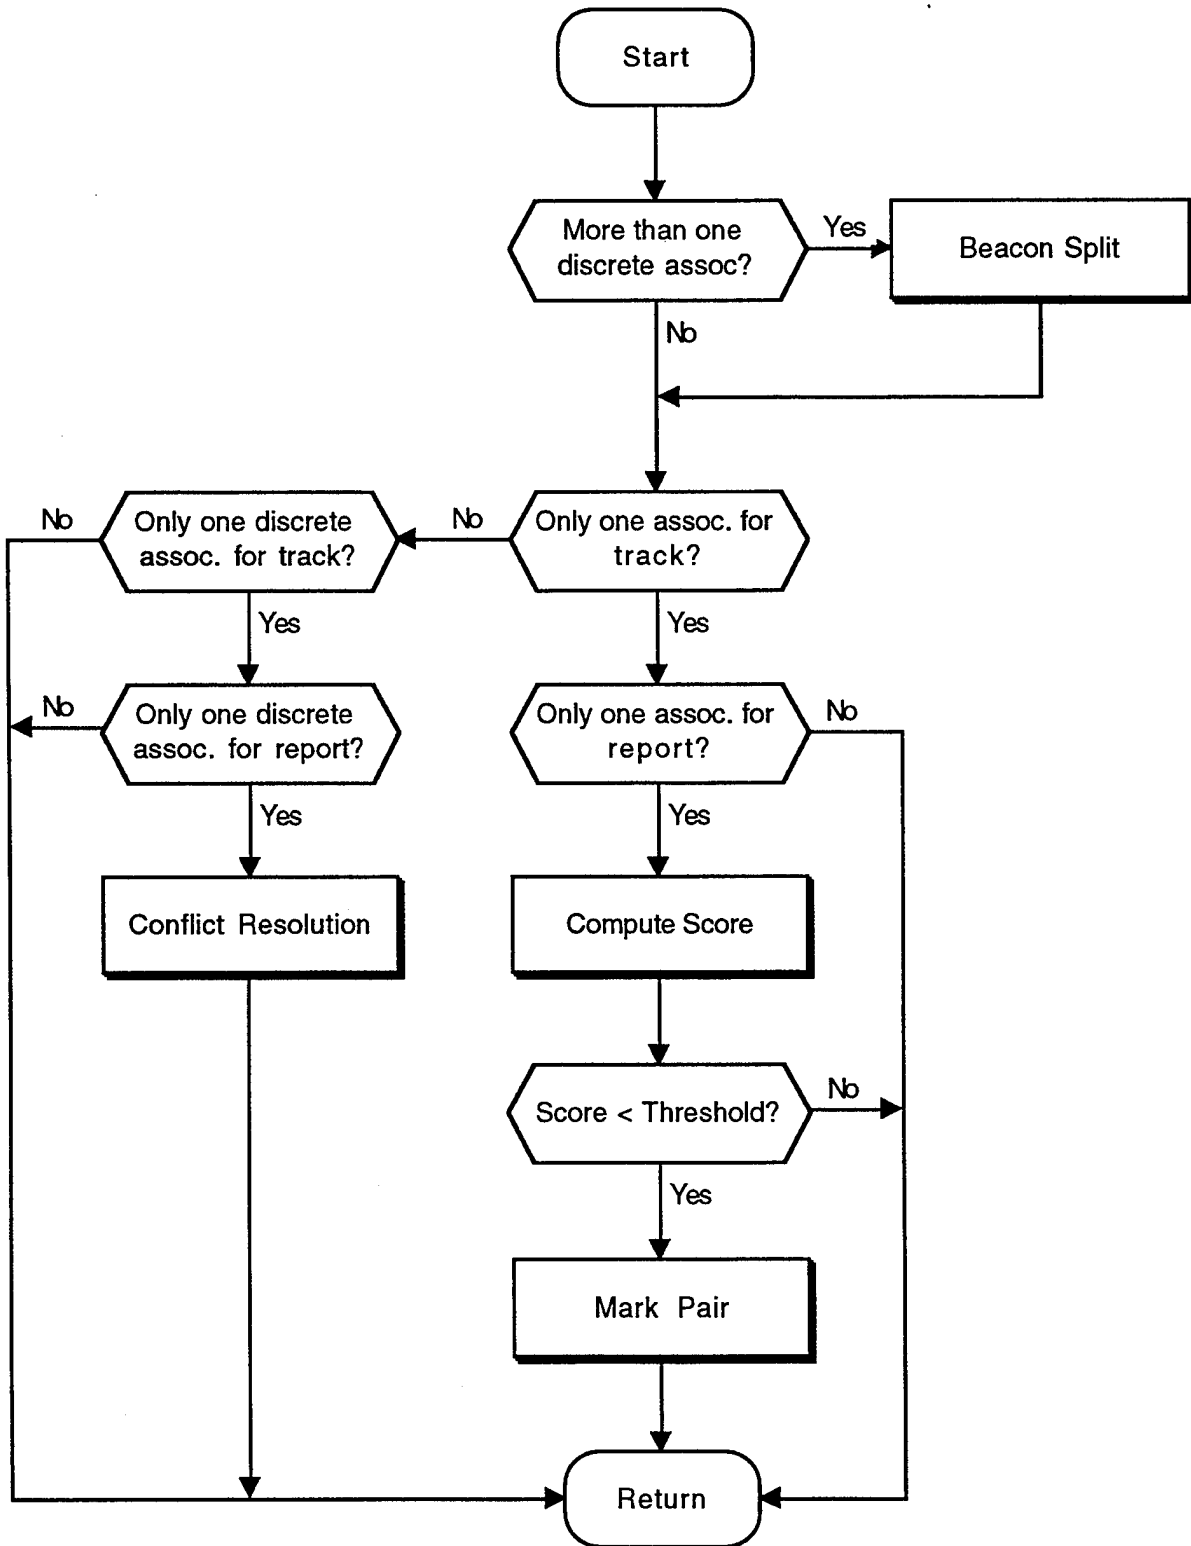 Start
More than one
discrete assoc?
Yes
Beacon Split
No
No
Only one discrete
assoc. for track?
No
Only one assoc. for
track?
Yes
Yes
No
Only one discrete
assoc. for report?
Only one assoc. for
report?
No
Yes
Yes
Conflict Resolution
Compute Score
Score < Threshold?
No
Yes
Mark Pair
Return